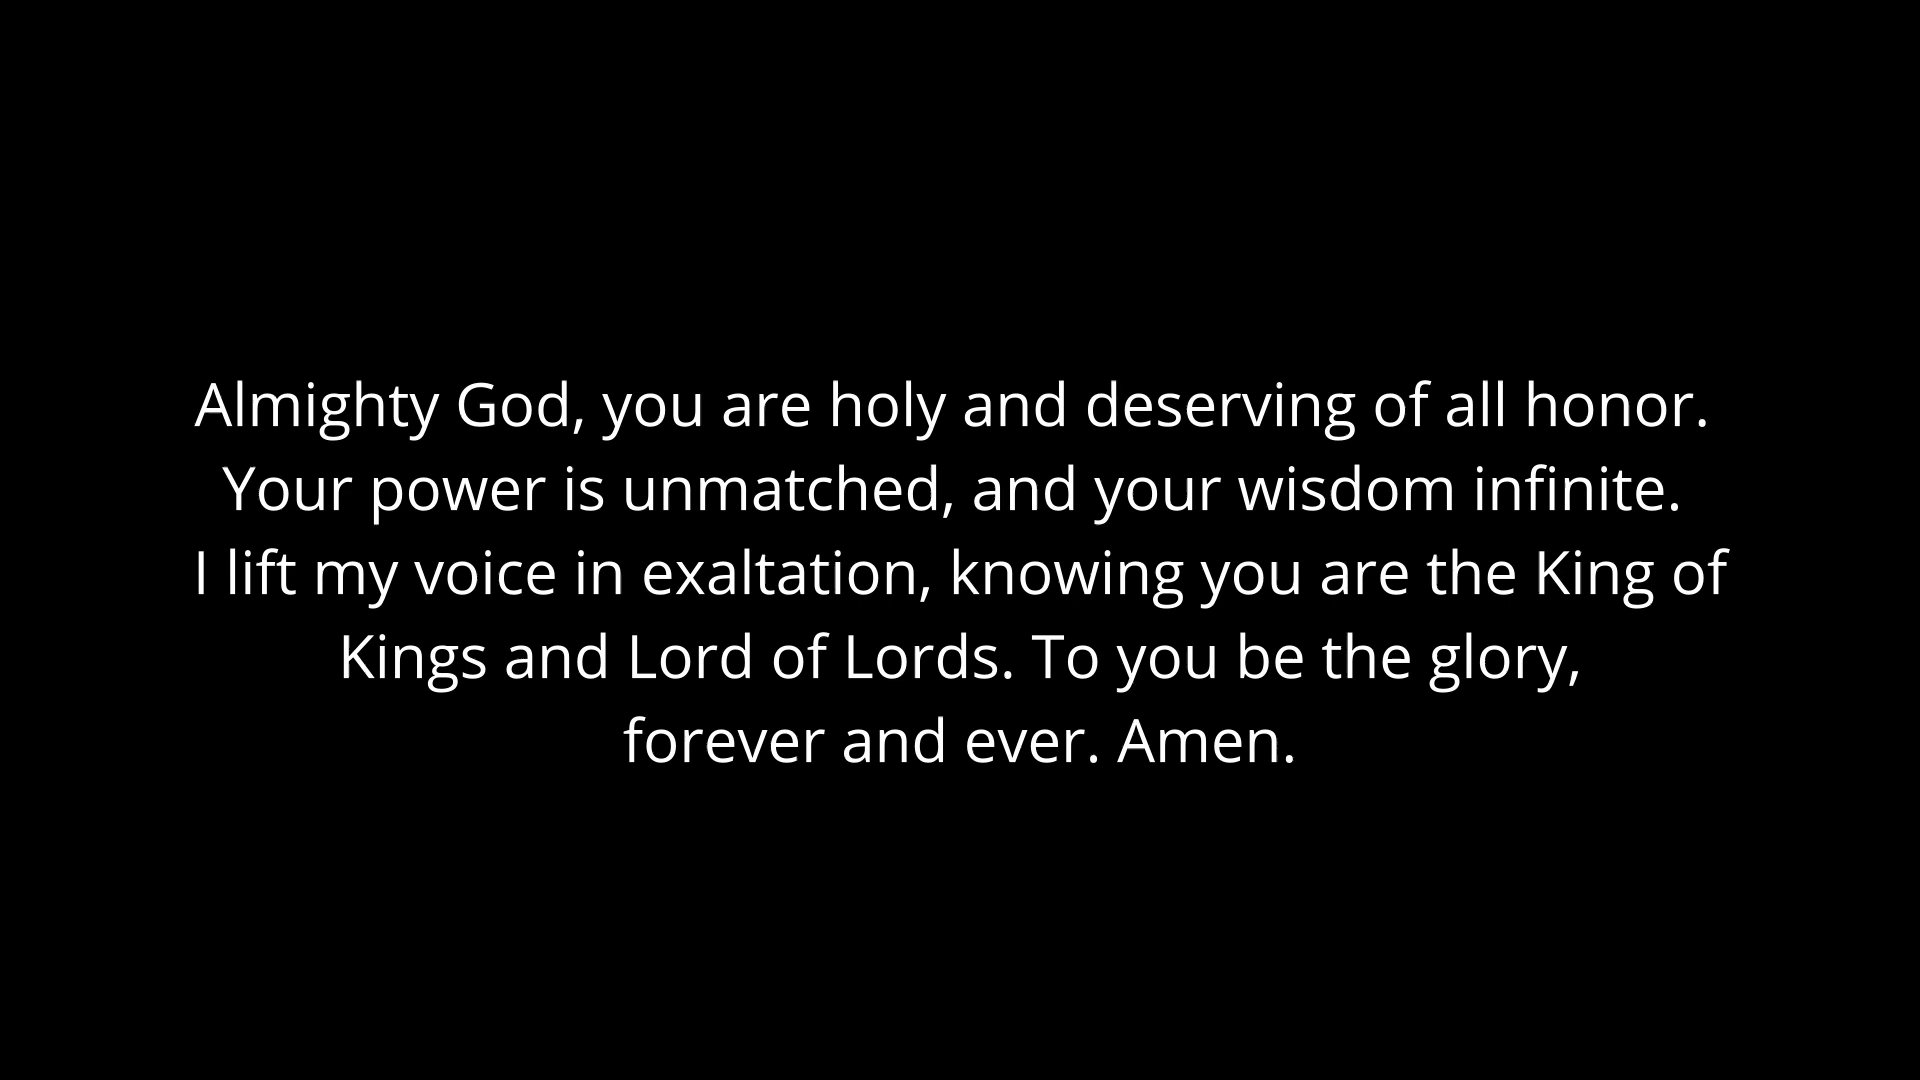 Almighty God, you are holy and deserving of all honor.
Your power is unmatched, and your wisdom infinite.
I lift my voice in exaltation, knowing you are the King of
Kings and Lord of Lords. To you be the glory,
forever and ever. Amen.